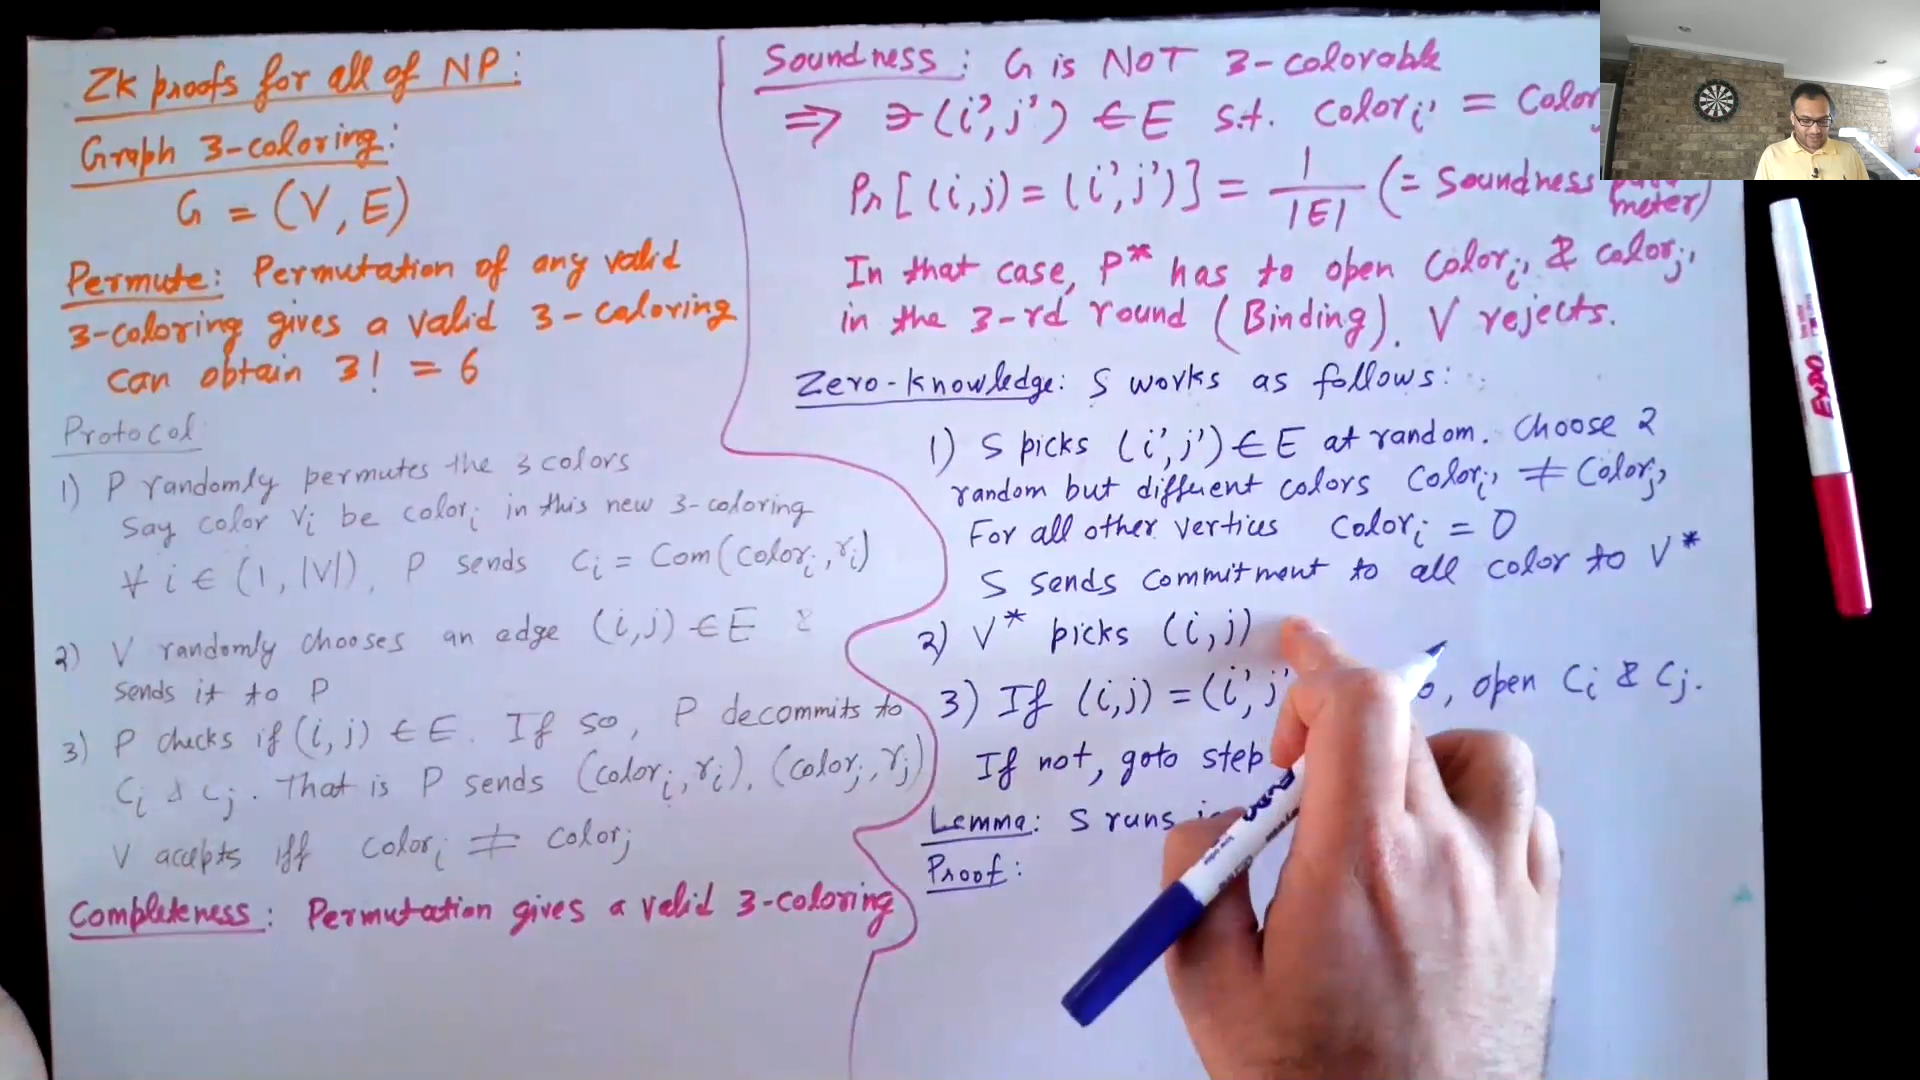 ZK proofs for all of NP:
Graph 3-coloring:
G = (V, E)
Permute: Permutation of any valid
3-coloring gives a valid 3-coloring
can obtain 3! = 6
Protocol
1) P randomly permutes the 3 colors
Say color vᵢ be colorᵢ in this new 3-coloring
∀ i ∈ (1, |V|), P sends cᵢ = Com(colorᵢ, rᵢ)
2) V randomly chooses an edge (i,j) ∈ E &
sends it to P
3) P checks if (i,j) ∈ E. If so, P decommits to
cᵢ & cⱼ. That is P sends (colorᵢ, rᵢ), (colorⱼ, rⱼ)
V accepts iff colorᵢ ≠ colorⱼ
Completeness: Permutation gives a valid 3-coloring
Soundness: G is NOT 3-colorable
⇒ ∃ (i', j') ∈ E s.t. colorᵢ' = Color
Pr[(i,j) = (i',j')] = 1/|E| (= Soundness
meter)
In that case, P* has to open Colorᵢ' & colorⱼ'
in the 3-rd round (Binding). V rejects.
Zero-knowledge: S works as follows:
1) S picks (i',j') ∈ E at random. Choose 2
random but different colors Colorᵢ' ≠ Colorⱼ'
For all other vertices Colorᵢ = 0
S sends commitment to all color to V*
2) V* picks (i,j)
3) If (i,j) = (i',j' , open Cᵢ & Cⱼ.
If not, goto step
Lemma: S runs
Proof:
EXPO